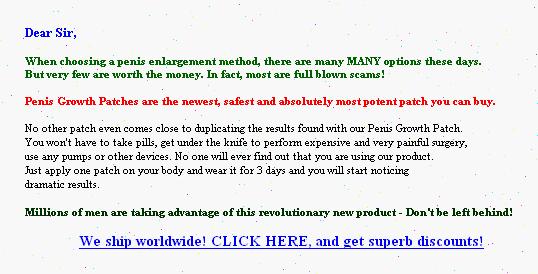 Dear Sir,
When choosing a penis enlargement method, there are many MANY options these days.
But very few are worth the money. In fact, most are full blown scams!
Penis Growth Patches are the newest, safest and absolutely most potent patch you can buy.
No other patch even comes close to duplicating the results found with our Penis Growth Patch.
You won't have to take pills, get under the knife to perform expensive and very painful surgery,
use any pumps or other devices. No one will ever find out that you are using our product.
Just apply one patch on your body and wear it for 3 days and you will start noticing
dramatic results.
Millions of men are taking advantage of this revolutionary new product - Don't be left behind!
We ship worldwide! CLICK HERE, and get superb discounts!